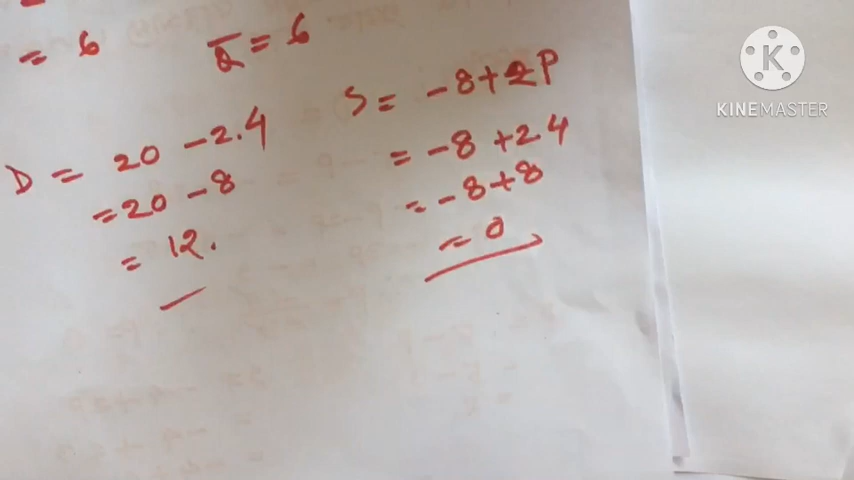 = 6
Q̅ = 6
D = 20 - 2.4
= 20 - 8
= 12.
S = -8 + 2P
= -8 + 2.4
= -8 + 8
= 0
KINEMASTER